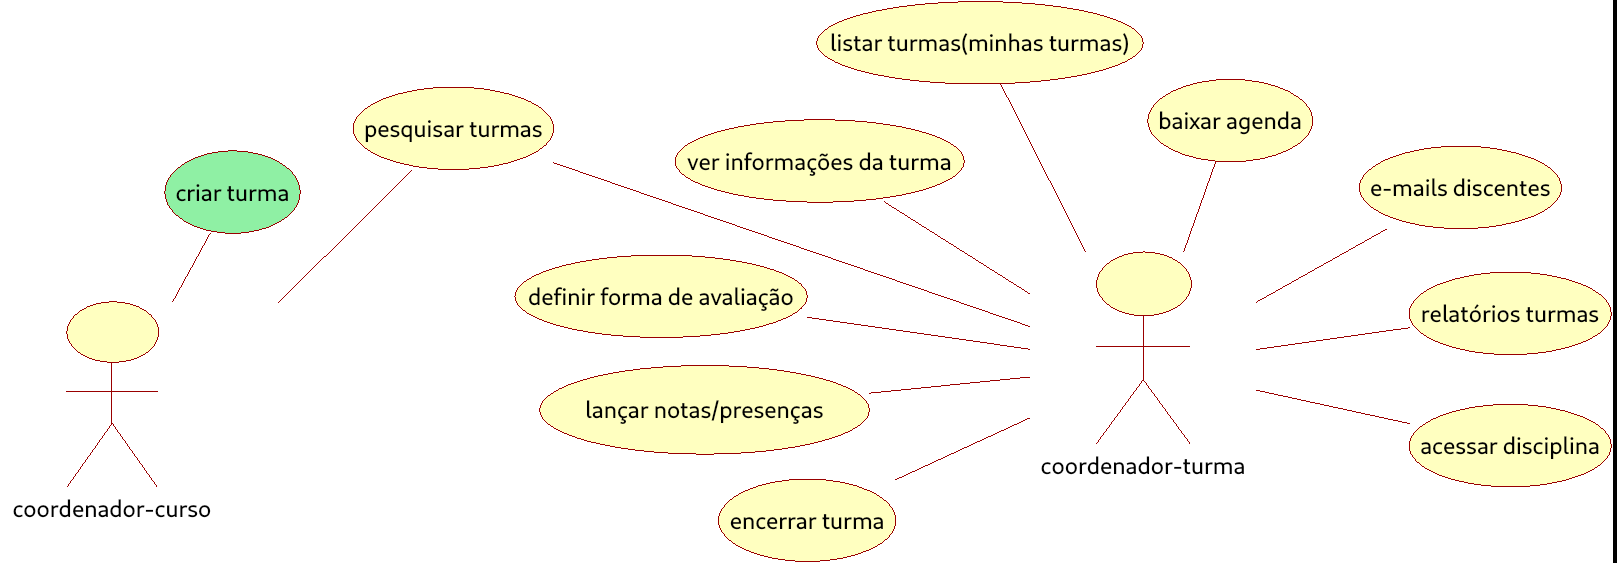 listar turmas(minhas turmas)
pesquisar turmas
baixar agenda
ver informações da turma
criar turma
e-mails discentes
definir forma de avaliação
relatórios turmas
lançar notas/presenças
acessar disciplina
coordenador-turma
coordenador-curso
encerrar turma